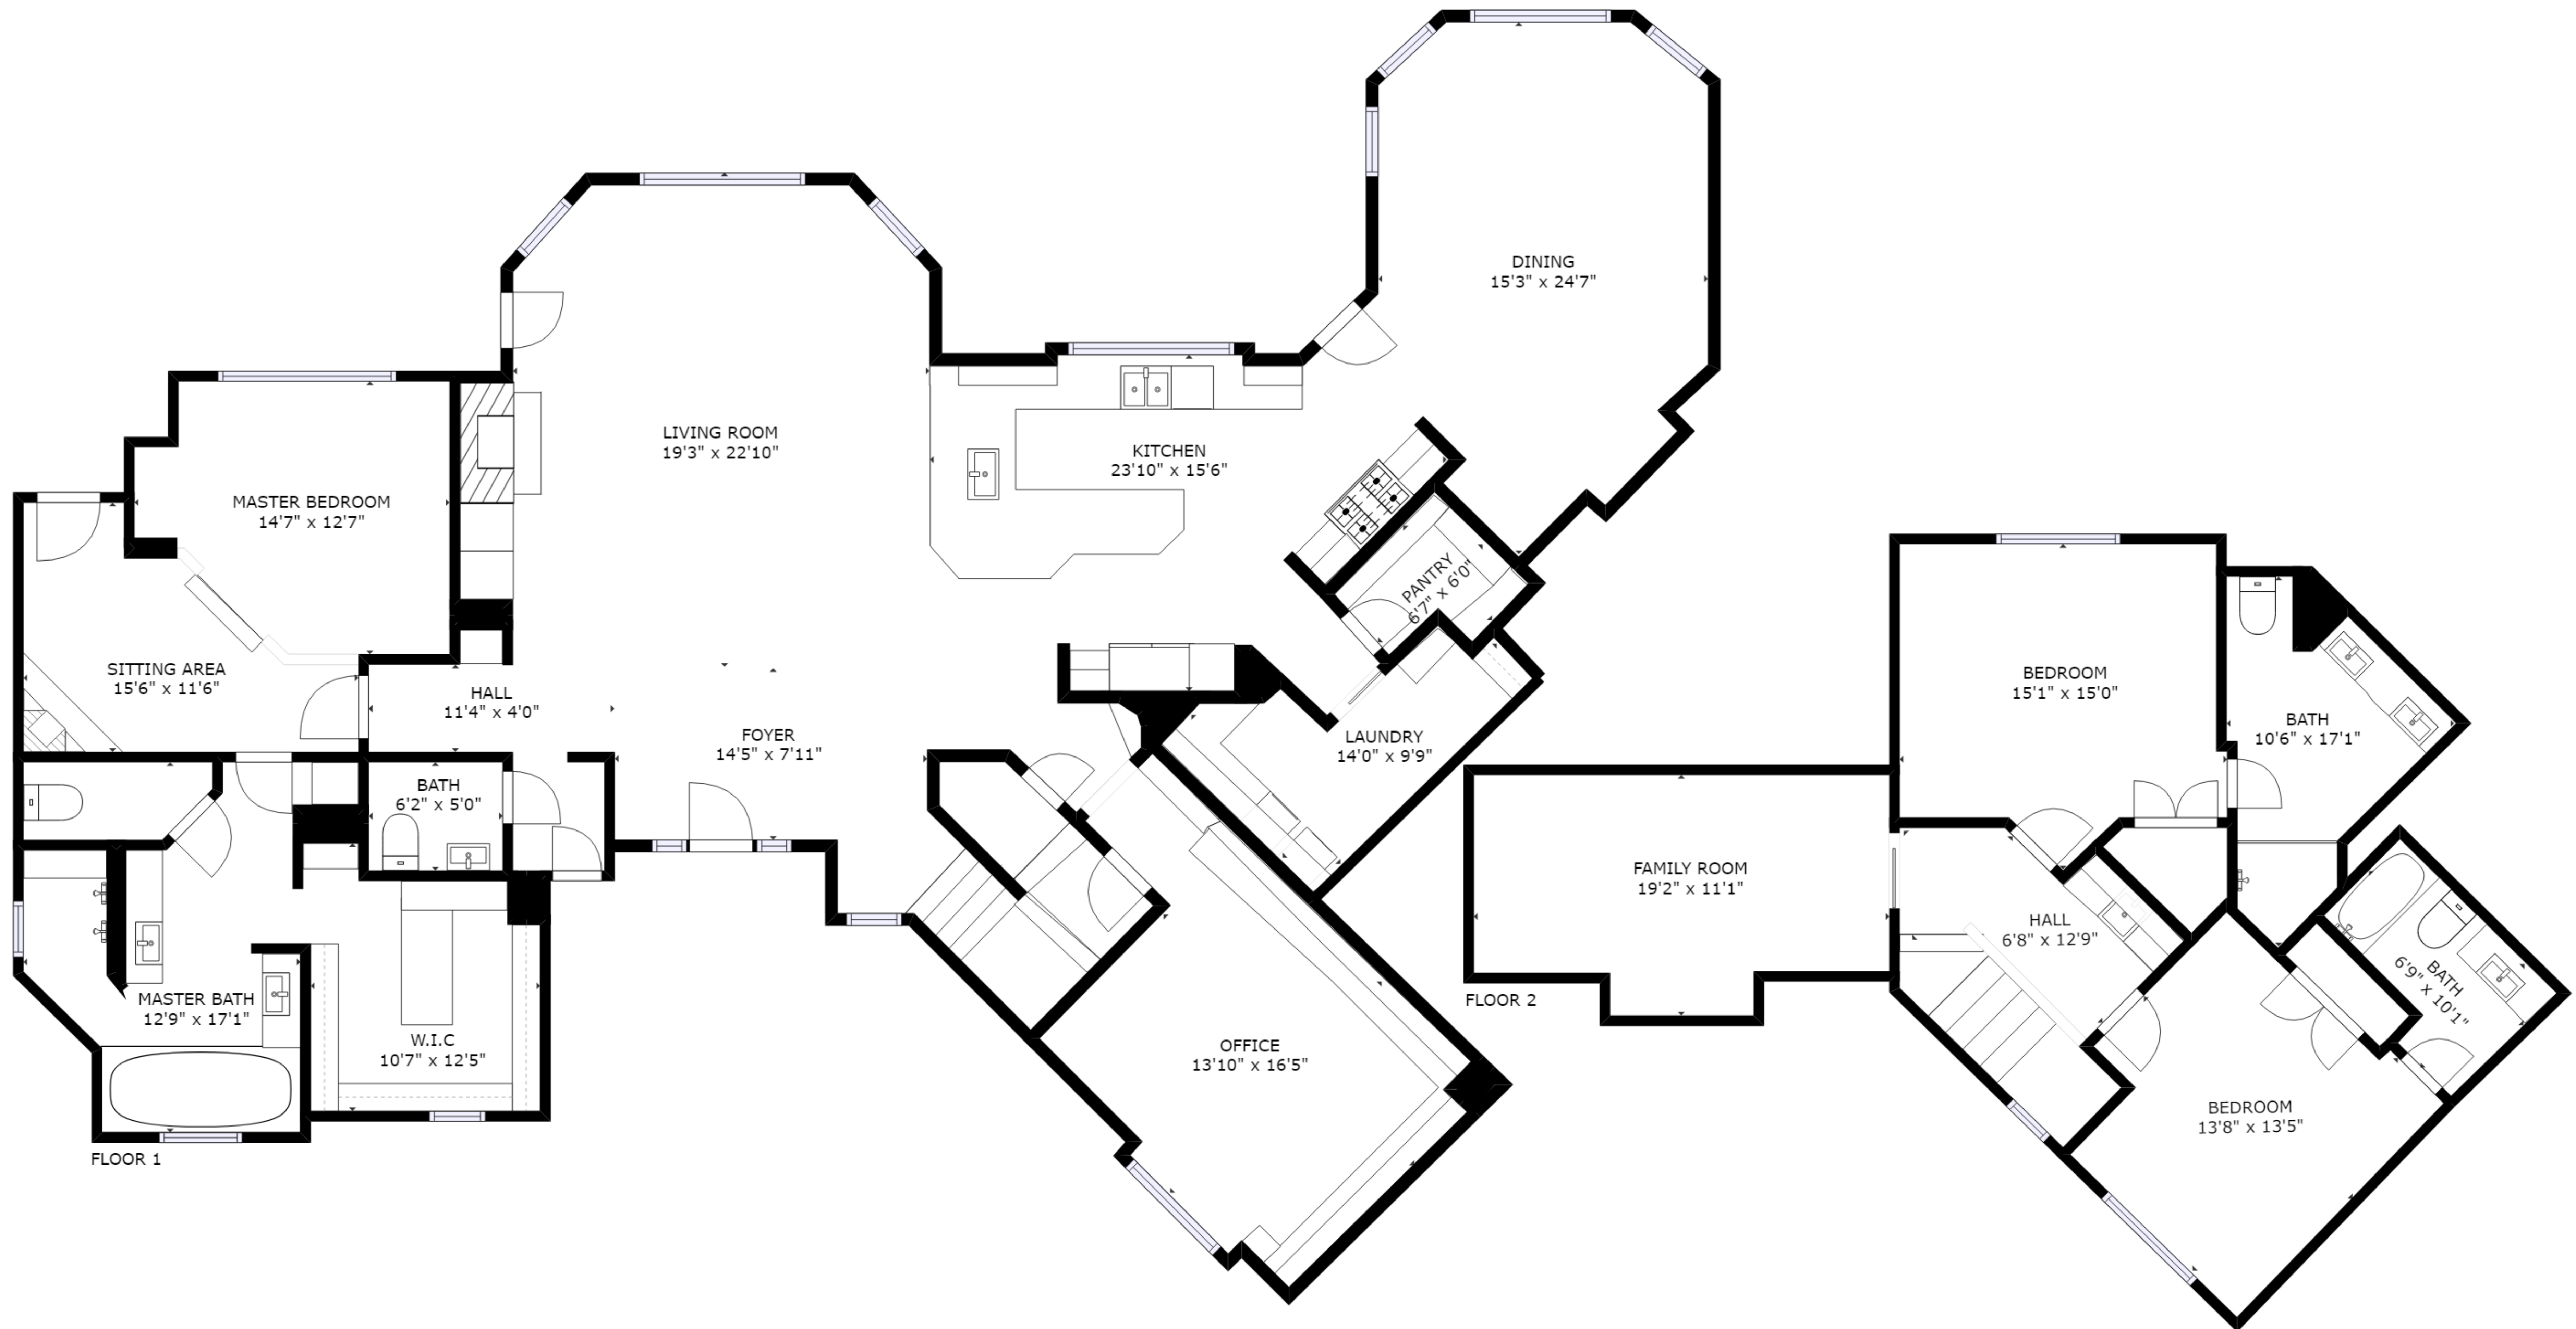 DINING
15'3" x 24'7"
LIVING ROOM
19'3" x 22'10"
KITCHEN
23'10" x 15'6"
MASTER BEDROOM
14'7" x 12'7"
PANTRY
6'7" x 6'0"
SITTING AREA
15'6" x 11'6"
HALL
11'4" x 4'0"
FOYER
14'5" x 7'11"
LAUNDRY
14'0" x 9'9"
BATH
6'2" x 5'0"
MASTER BATH
12'9" x 17'1"
W.I.C
10'7" x 12'5"
OFFICE
13'10" x 16'5"
FLOOR 1
BEDROOM
15'1" x 15'0"
BATH
10'6" x 17'1"
FAMILY ROOM
19'2" x 11'1"
HALL
6'8" x 12'9"
BATH
6'9" x 10'1"
BEDROOM
13'8" x 13'5"
FLOOR 2